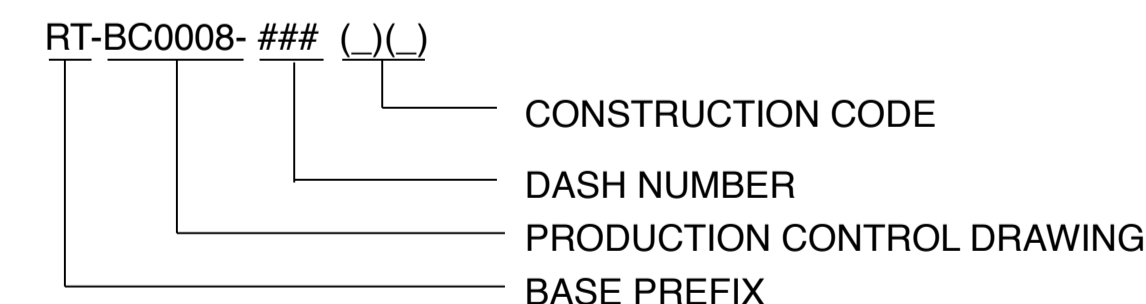 RT-BC0008- ### (_)(_)
CONSTRUCTION CODE
DASH NUMBER
PRODUCTION CONTROL DRAWING
BASE PREFIX